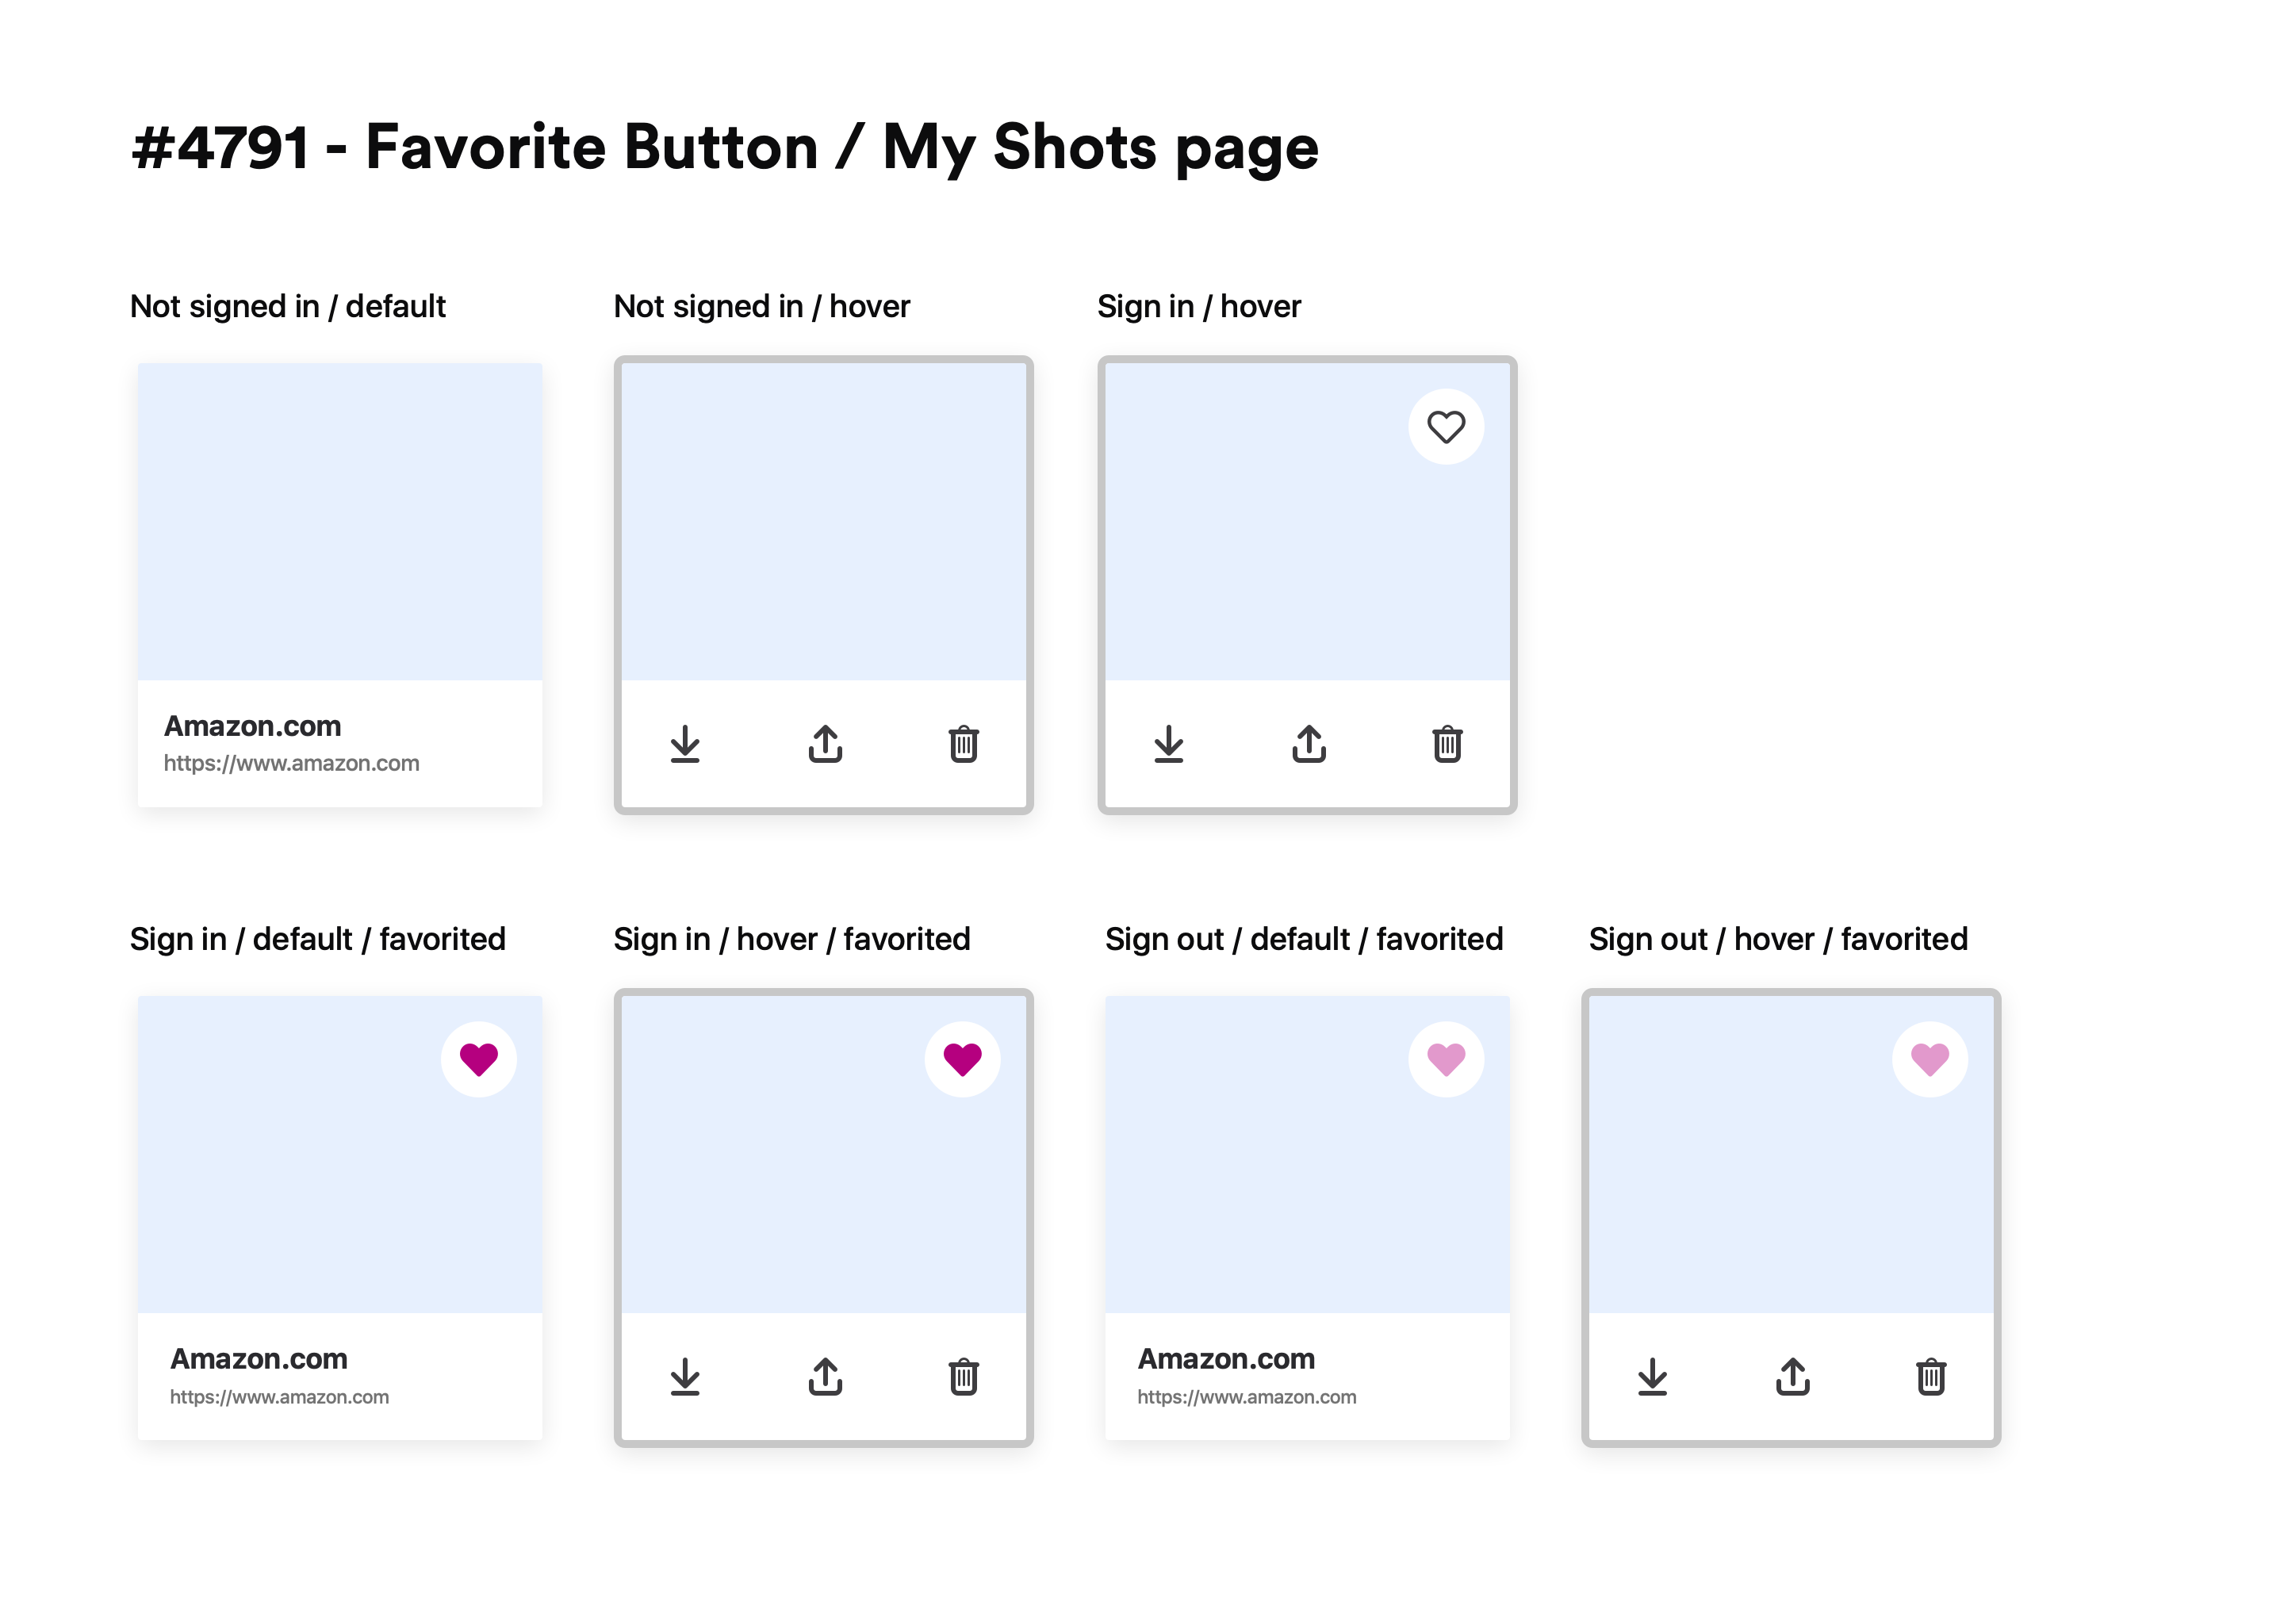 #4791 - Favorite Button / My Shots page
Not signed in / default
Not signed in / hover
Sign in / hover
Amazon.com
https://www.amazon.com
Sign in / default / favorited
Sign in / hover / favorited
Sign out / default / favorited
Sign out / hover / favorited
Amazon.com
https://www.amazon.com
Amazon.com
https://www.amazon.com